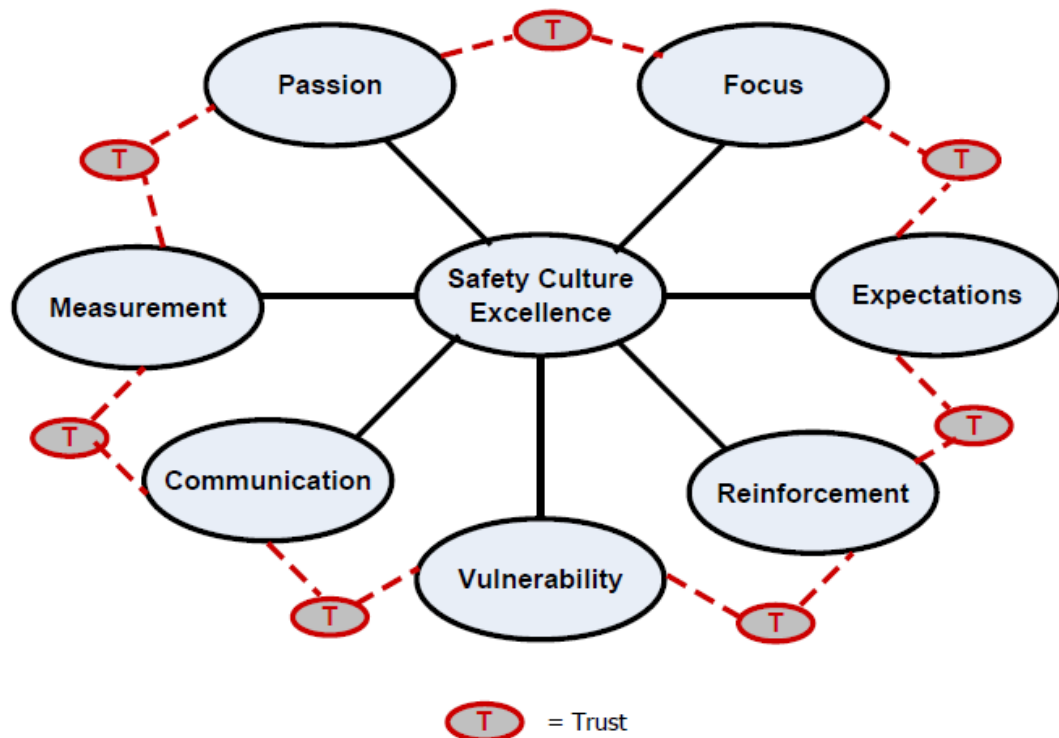 T
Passion
Focus
T
T
Measurement
Safety Culture
Excellence
Expectations
T
T
Communication
Reinforcement
Vulnerability
T
T
T = Trust